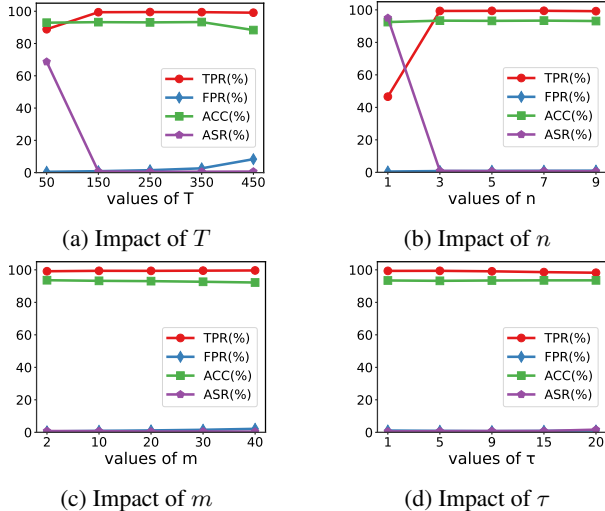 100
80
60
40
20
0
TPR(%)
FPR(%)
ACC(%)
ASR(%)
50 150 250 350 450
values of T
(a) Impact of T
100
80
60
40
20
0
TPR(%)
FPR(%)
ACC(%)
ASR(%)
1 3 5 7 9
values of n
(b) Impact of n
100
80
60
40
20
0
TPR(%)
FPR(%)
ACC(%)
ASR(%)
2 10 20 30 40
values of m
(c) Impact of m
100
80
60
40
20
0
TPR(%)
FPR(%)
ACC(%)
ASR(%)
1 5 9 15 20
values of τ
(d) Impact of τ